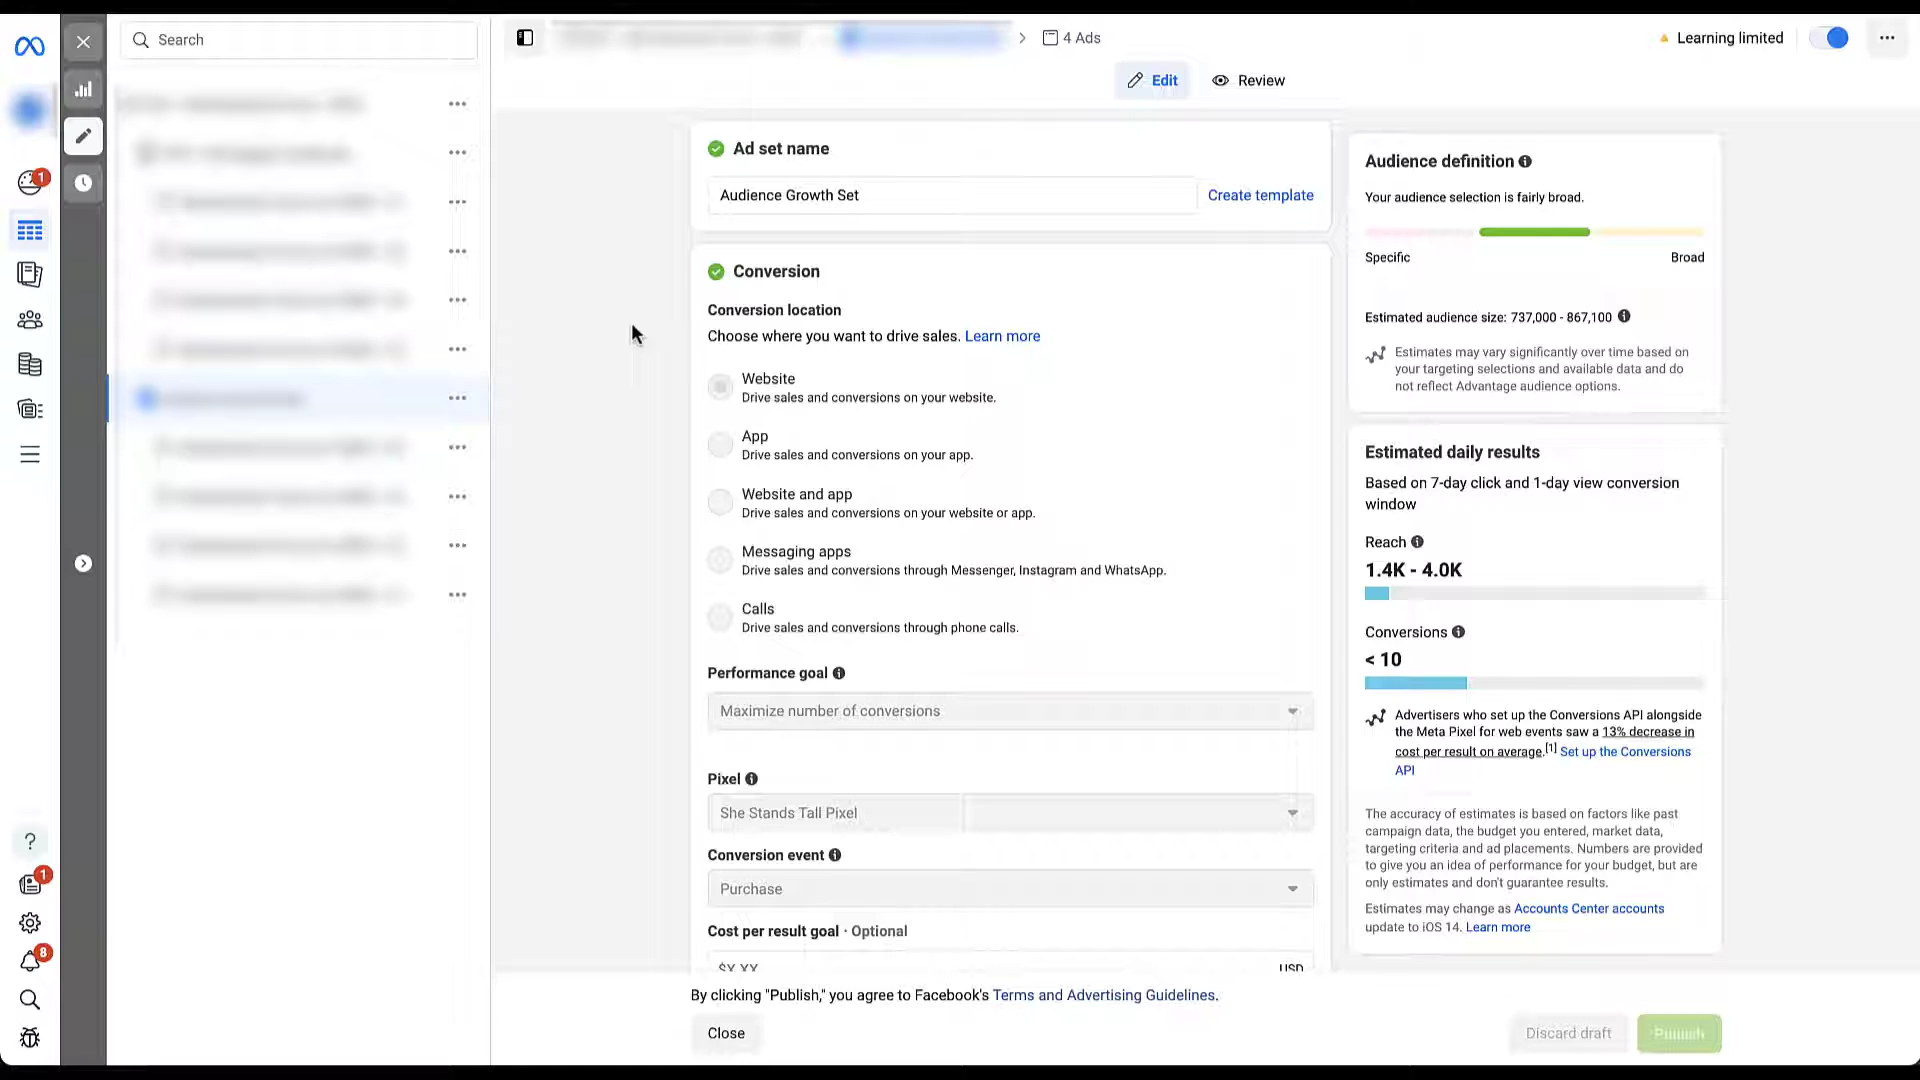 Search
4 Ads
Learning limited
Edit
Review
1
1
8
Ad set name
Audience Growth Set
Create template
Conversion
Conversion location
Choose where you want to drive sales. Learn more
Website
Drive sales and conversions on your website.
App
Drive sales and conversions on your app.
Website and app
Drive sales and conversions on your website or app.
Messaging apps
Drive sales and conversions through Messenger, Instagram and WhatsApp.
Calls
Drive sales and conversions through phone calls.
Performance goal
Maximize number of conversions
Pixel
She Stands Tall Pixel
Conversion event
Purchase
Cost per result goal · Optional
$X.XX
USD
Audience definition
Your audience selection is fairly broad.
Specific
Broad
Estimated audience size: 737,000 - 867,100
Estimates may vary significantly over time based on
your targeting selections and available data and do
not reflect Advantage audience options.
Estimated daily results
Based on 7-day click and 1-day view conversion
window
Reach
1.4K - 4.0K
Conversions
< 10
Advertisers who set up the Conversions API alongside
the Meta Pixel for web events saw a 13% decrease in
cost per result on average.[1] Set up the Conversions
API
The accuracy of estimates is based on factors like past
campaign data, the budget you entered, market data,
targeting criteria and ad placements. Numbers are provided
to give you an idea of performance for your budget, but are
only estimates and don't guarantee results.
Estimates may change as Accounts Center accounts
update to iOS 14. Learn more
By clicking "Publish," you agree to Facebook's Terms and Advertising Guidelines.
Close
Discard draft
Publish